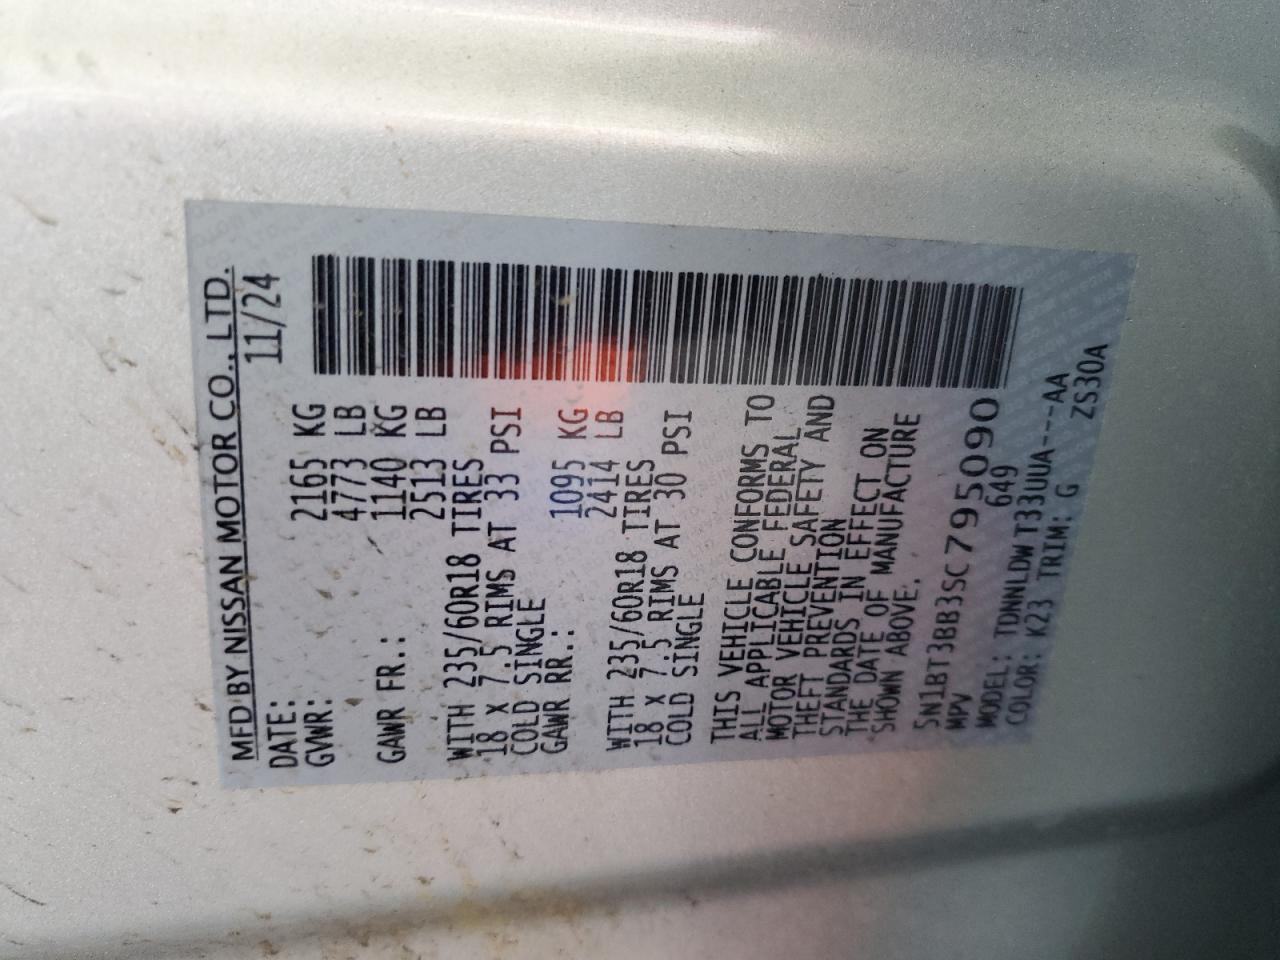 MFD BY NISSAN MOTOR CO., LTD.
DATE: 11/24
GVWR: 2165 KG
4773 LB
GAWR FR.: 1140 KG
2513 LB
WITH 235/60R18 TIRES
18 X 7.5 RIMS AT 33 PSI
COLD SINGLE
GAWR RR.: 1095 KG
2414 LB
WITH 235/60R18 TIRES
18 X 7.5 RIMS AT 30 PSI
COLD SINGLE
THIS VEHICLE CONFORMS TO
ALL APPLICABLE FEDERAL
MOTOR VEHICLE SAFETY AND
THEFT PREVENTION
STANDARDS IN EFFECT ON
THE DATE OF MANUFACTURE
SHOWN ABOVE.
5N1BT3BB3SC795090
MPV 649
MODEL: TDNNLDWT33UUA---AA
COLOR: K23 TRIM: G ZS30A